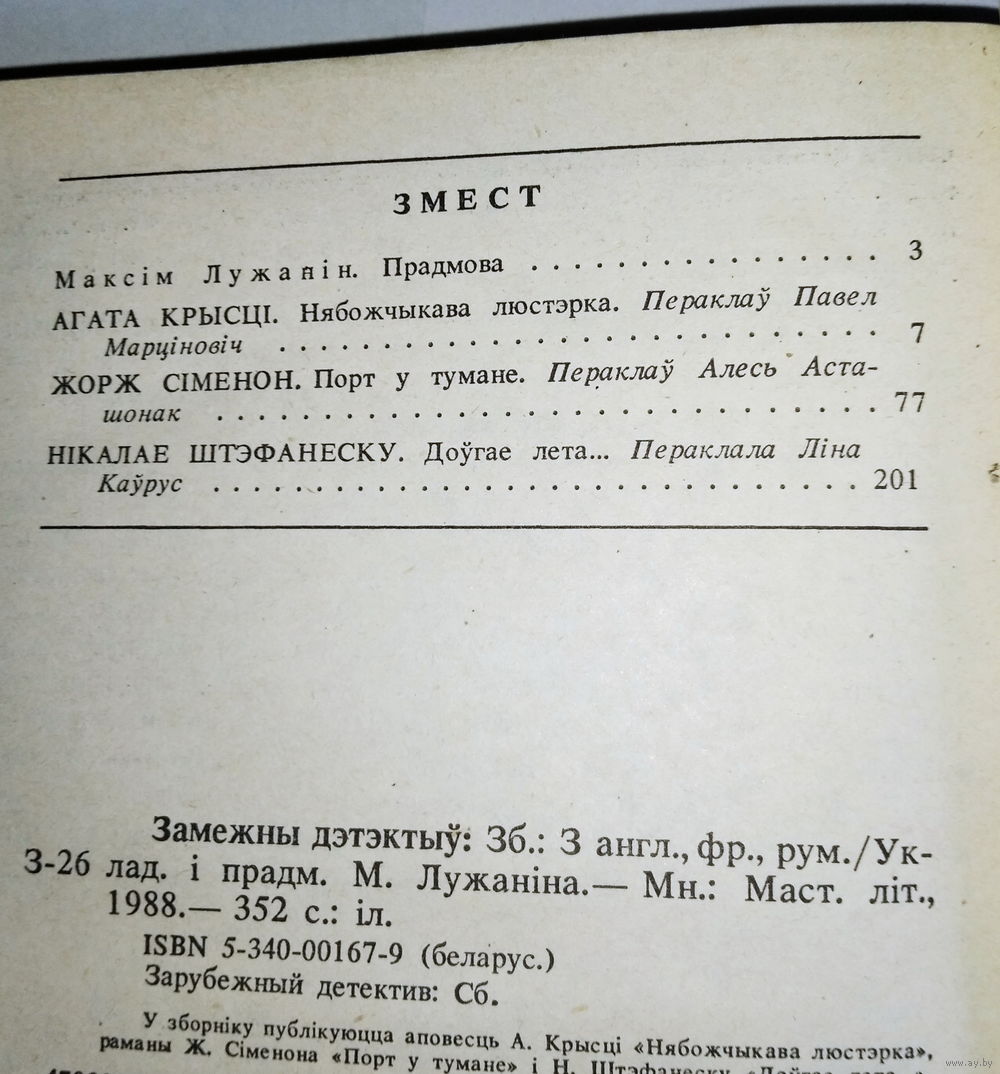 ЗМЕСТ
Максім Лужанін. Прадмова . . . . . . . . . . . . . . . . 3
АГАТА КРЫСЦІ. Нябожчыкава люстэрка. Пераклаў Павел
Марціновіч . . . . . . . . . . . . . . . . . . . . . . . . 7
ЖОРЖ СІМЕНОН. Порт у тумане. Пераклаў Алесь Аста-
шонак . . . . . . . . . . . . . . . . . . . . . . . . . . 77
НІКАЛАЕ ШТЭФАНЕСКУ. Доўгае лета... Пераклала Ліна
Каўрус . . . . . . . . . . . . . . . . . . . . . . . . . 201
Замежны дэтэктыў: Зб.: З англ., фр., рум./Ук-
З-26 лад. і прадм. М. Лужаніна.— Мн.: Маст. літ.,
1988.— 352 с.: іл.
ISBN 5-340-00167-9 (беларус.)
Зарубежный детектив: Сб.
У зборніку публікуюцца аповесць А. Крысці «Нябожчыкава люстэрка»,
раманы Ж. Сіменона «Порт у тумане» і Н. Штэфанеску
www.ay.by